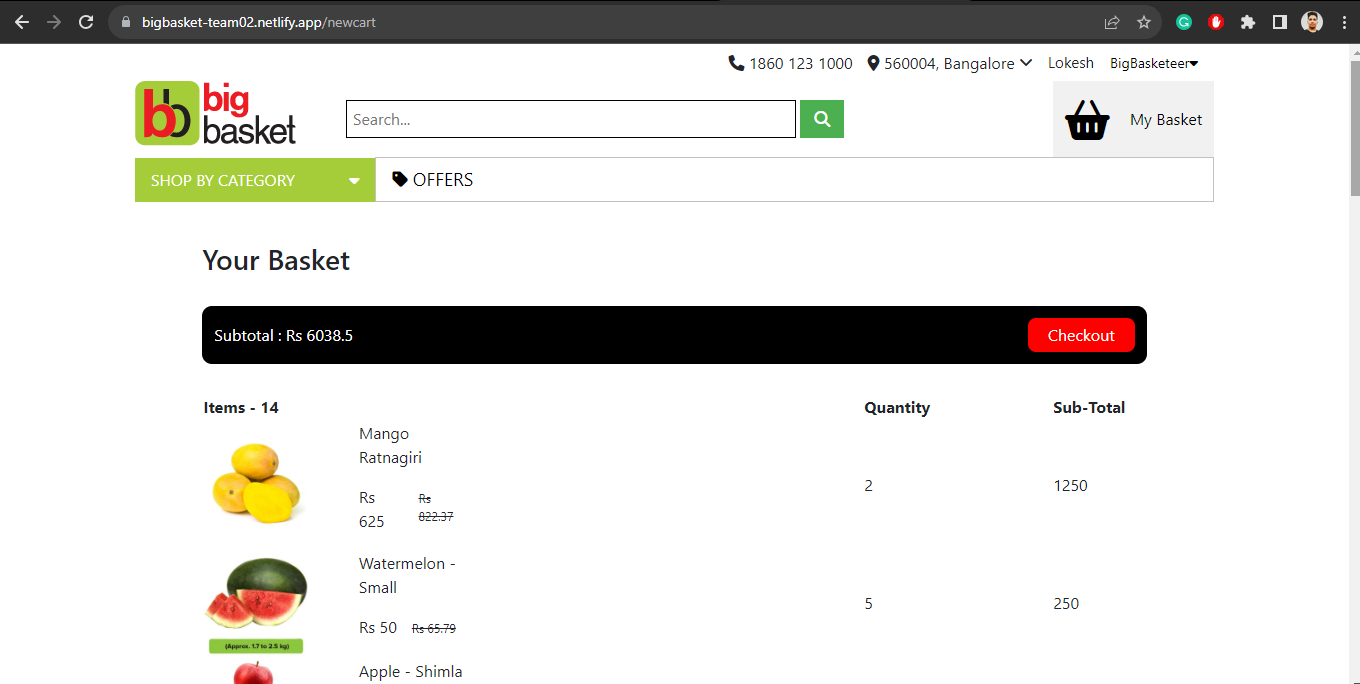 bigbasket-team02.netlify.app/newcart
1860 123 1000 560004, Bangalore Lokesh BigBasketeer
bb big basket
Search...
My Basket
SHOP BY CATEGORY OFFERS
Your Basket
Subtotal : Rs 6038.5 Checkout
Items - 14 Quantity Sub-Total
Mango
Ratnagiri
Rs
625
Rs
822.37
2 1250
Watermelon -
Small
Rs 50 Rs 65.79
5 250
(Approx. 1.7 to 2.5 kg)
Apple - Shimla